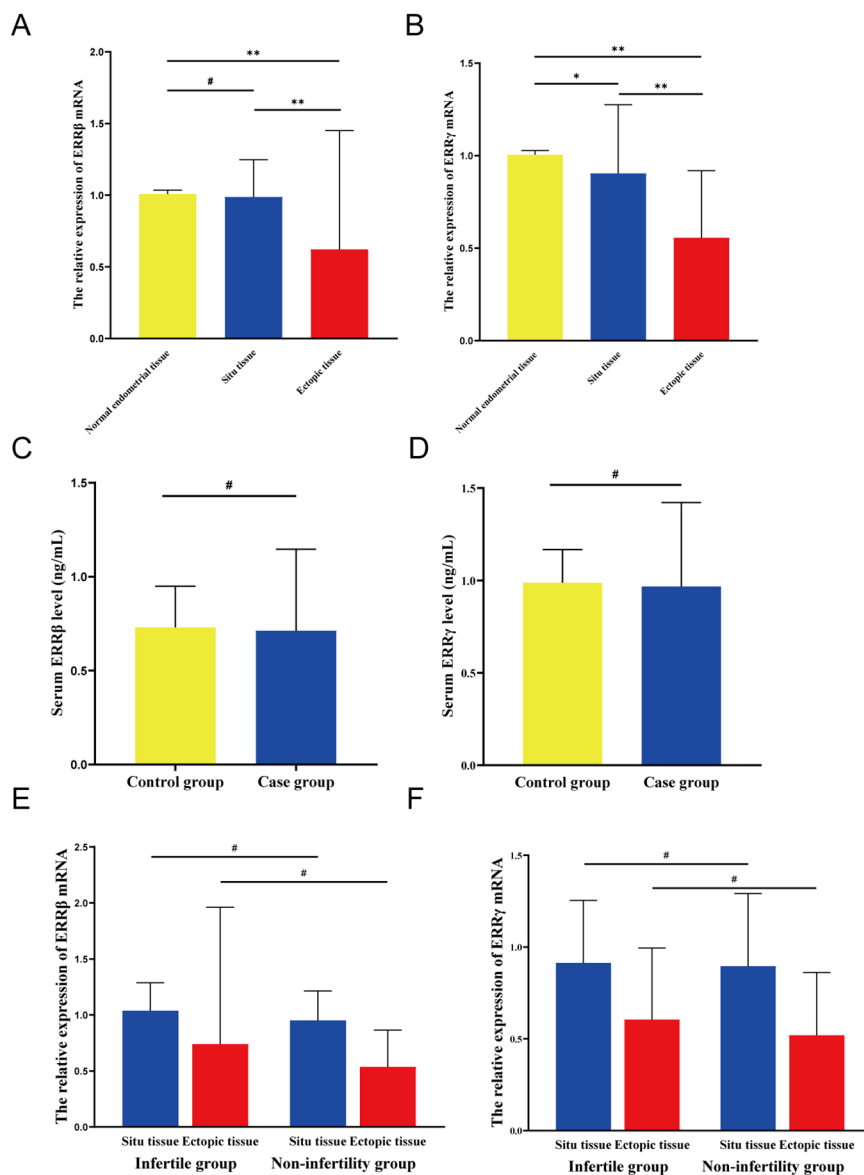 A
The relative expression of ERRβ mRNA
2.0
1.5
1.0
0.5
0.0
**
#
**
Normal endometrial tissue
Situ tissue
Ectopic tissue
B
The relative expression of ERRγ mRNA
1.5
1.0
0.5
0.0
**
*
**
Normal endometrial tissue
Situ tissue
Ectopic tissue
C
Serum ERRβ level (ng/mL)
1.5
1.0
0.5
0.0
#
Control group
Case group
D
Serum ERRγ level (ng/mL)
1.5
1.0
0.5
0.0
#
Control group
Case group
E
The relative expression of ERRβ mRNA
2.5
2.0
1.5
1.0
0.5
0.0
#
#
Situ tissue Ectopic tissue
Situ tissue Ectopic tissue
Infertile group
Non-infertility group
F
The relative expression of ERRγ mRNA
1.5
1.0
0.5
0.0
#
#
Situ tissue Ectopic tissue
Situ tissue Ectopic tissue
Infertile group
Non-infertility group